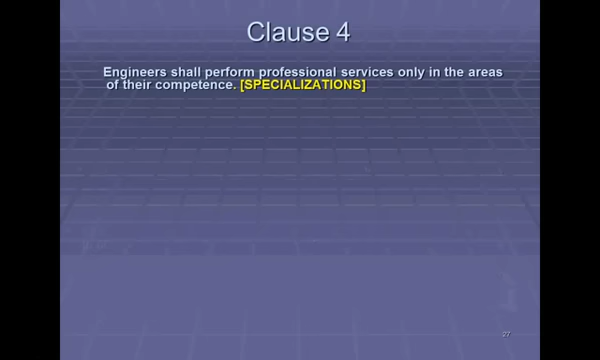 Clause 4
Engineers shall perform professional services only in the areas
of their competence. [SPECIALIZATIONS]
27